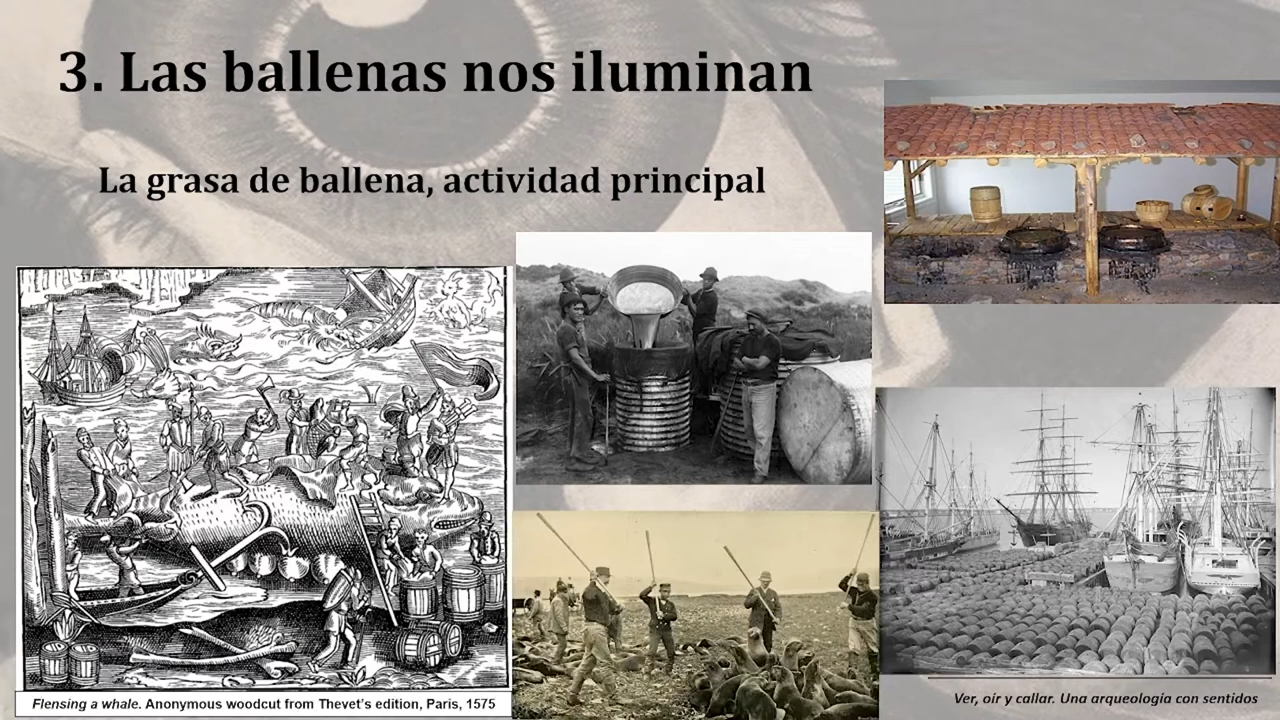 3. Las ballenas nos iluminan
La grasa de ballena, actividad principal
Flensing a whale. Anonymous woodcut from Thevet's edition, Paris, 1575
Ver, oír y callar. Una arqueología con sentidos